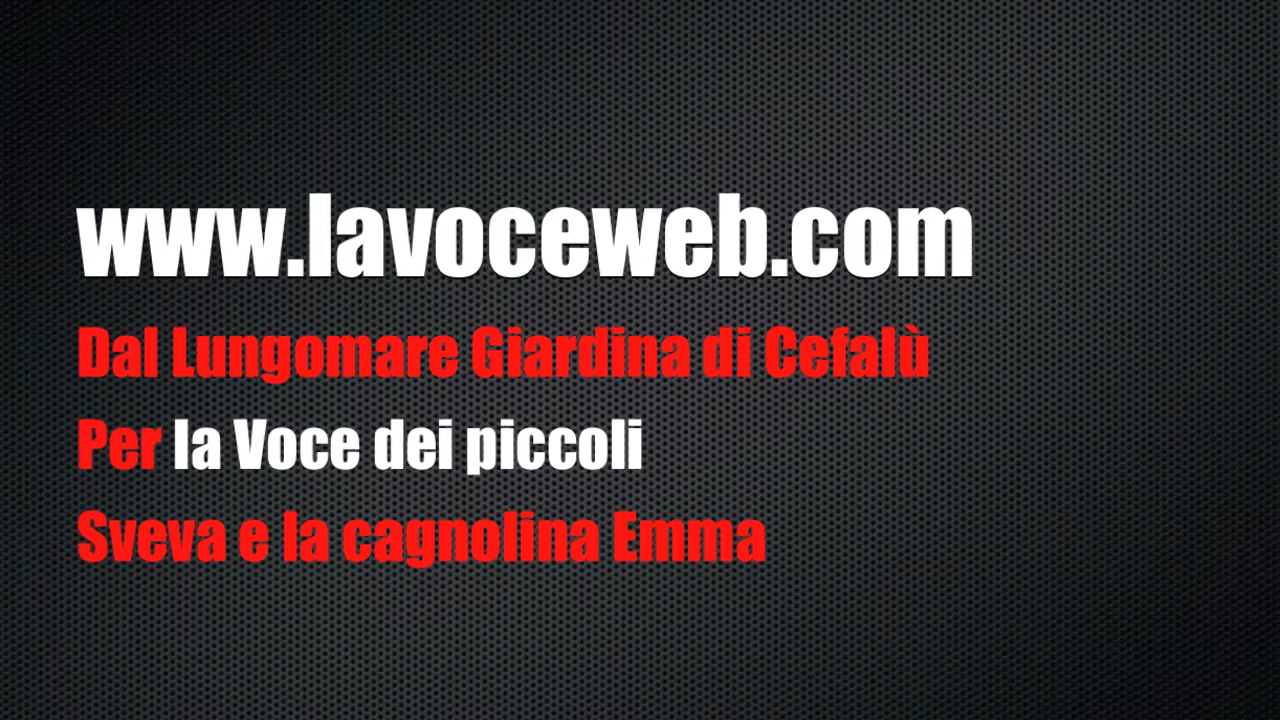 www.lavoceweb.com
Dal Lungomare Giardina di Cefalù
Per la Voce dei piccoli
Sveva e la cagnolina Emma